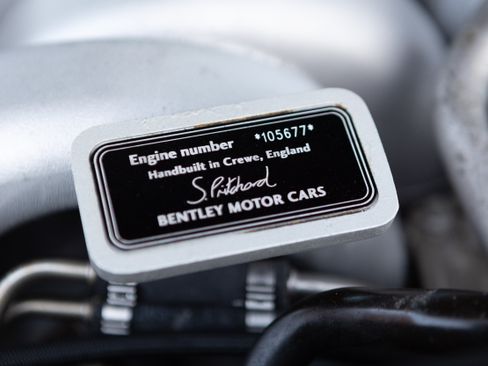 Engine number *105677*
Handbuilt in Crewe, England
S. Pritchard
BENTLEY MOTOR CARS